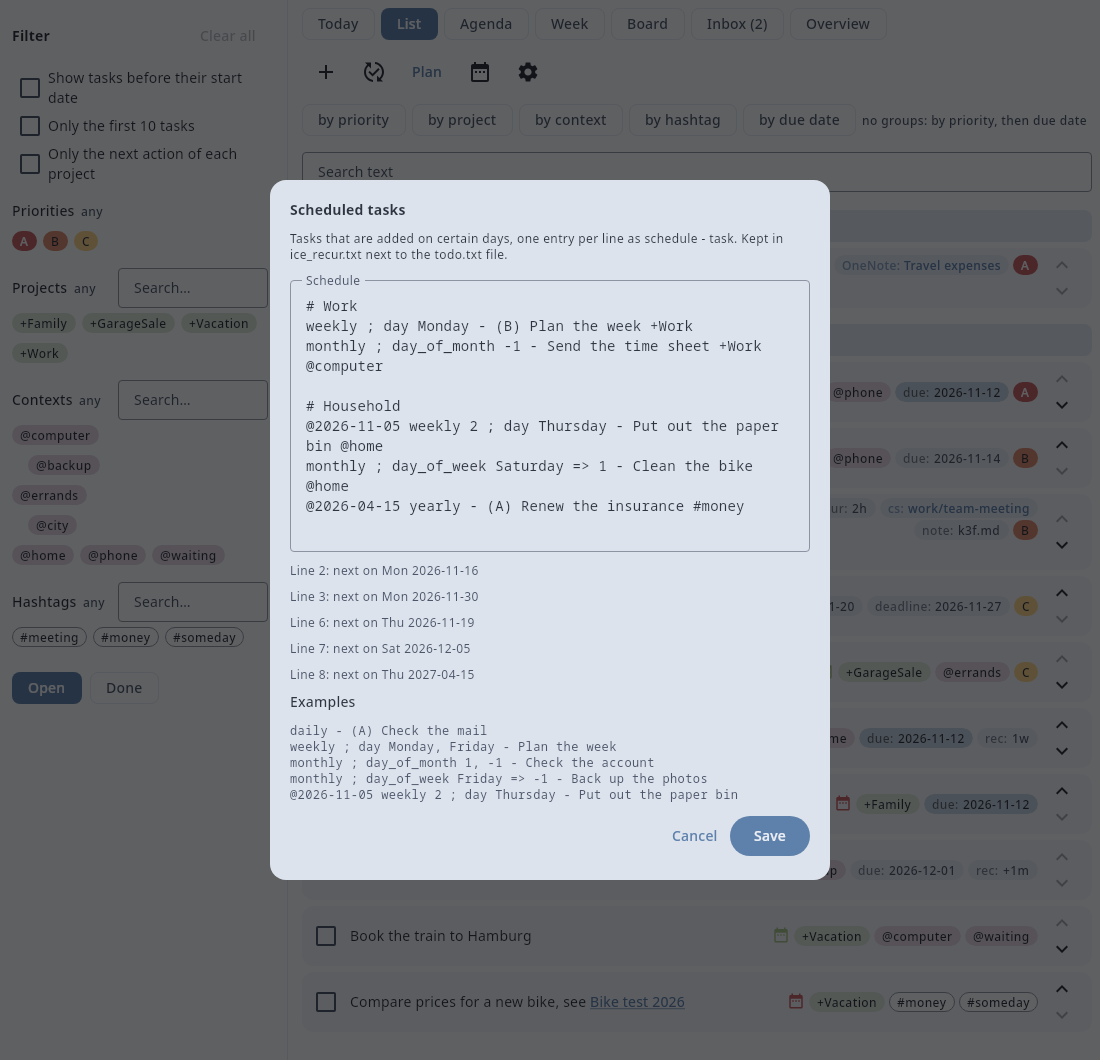 Filter
Clear all
Show tasks before their start
date
Only the first 10 tasks
Only the next action of each
project
Priorities any
A B C
Projects any
Search...
+Family +GarageSale +Vacation
+Work
Contexts any
Search...
@computer
@backup
@errands
@city
@home @phone @waiting
Hashtags any
Search...
#meeting #money #someday
Open Done
Today List Agenda Week Board Inbox (2) Overview
Plan
by priority by project by context by hashtag by due date no groups: by priority, then due date
Search text
OneNote: Travel expenses A
@phone due: 2026-11-12 A
@phone due: 2026-11-14 B
ur: 2h cs: work/team-meeting
note: k3f.md B
1-20 deadline: 2026-11-27 C
+GarageSale @errands C
me due: 2026-11-12 rec: 1w
+Family due: 2026-11-12
due: 2026-12-01 rec: +1m
Book the train to Hamburg +Vacation @computer @waiting
Compare prices for a new bike, see Bike test 2026 +Vacation #money #someday
Scheduled tasks
Tasks that are added on certain days, one entry per line as schedule - task. Kept in
ice_recur.txt next to the todo.txt file.
Schedule
# Work
weekly ; day Monday - (B) Plan the week +Work
monthly ; day_of_month -1 - Send the time sheet +Work
@computer
# Household
@2026-11-05 weekly 2 ; day Thursday - Put out the paper
bin @home
monthly ; day_of_week Saturday => 1 - Clean the bike
@home
@2026-04-15 yearly - (A) Renew the insurance #money
Line 2: next on Mon 2026-11-16
Line 3: next on Mon 2026-11-30
Line 6: next on Thu 2026-11-19
Line 7: next on Sat 2026-12-05
Line 8: next on Thu 2027-04-15
Examples
daily - (A) Check the mail
weekly ; day Monday, Friday - Plan the week
monthly ; day_of_month 1, -1 - Check the account
monthly ; day_of_week Friday => -1 - Back up the photos
@2026-11-05 weekly 2 ; day Thursday - Put out the paper bin
Cancel Save